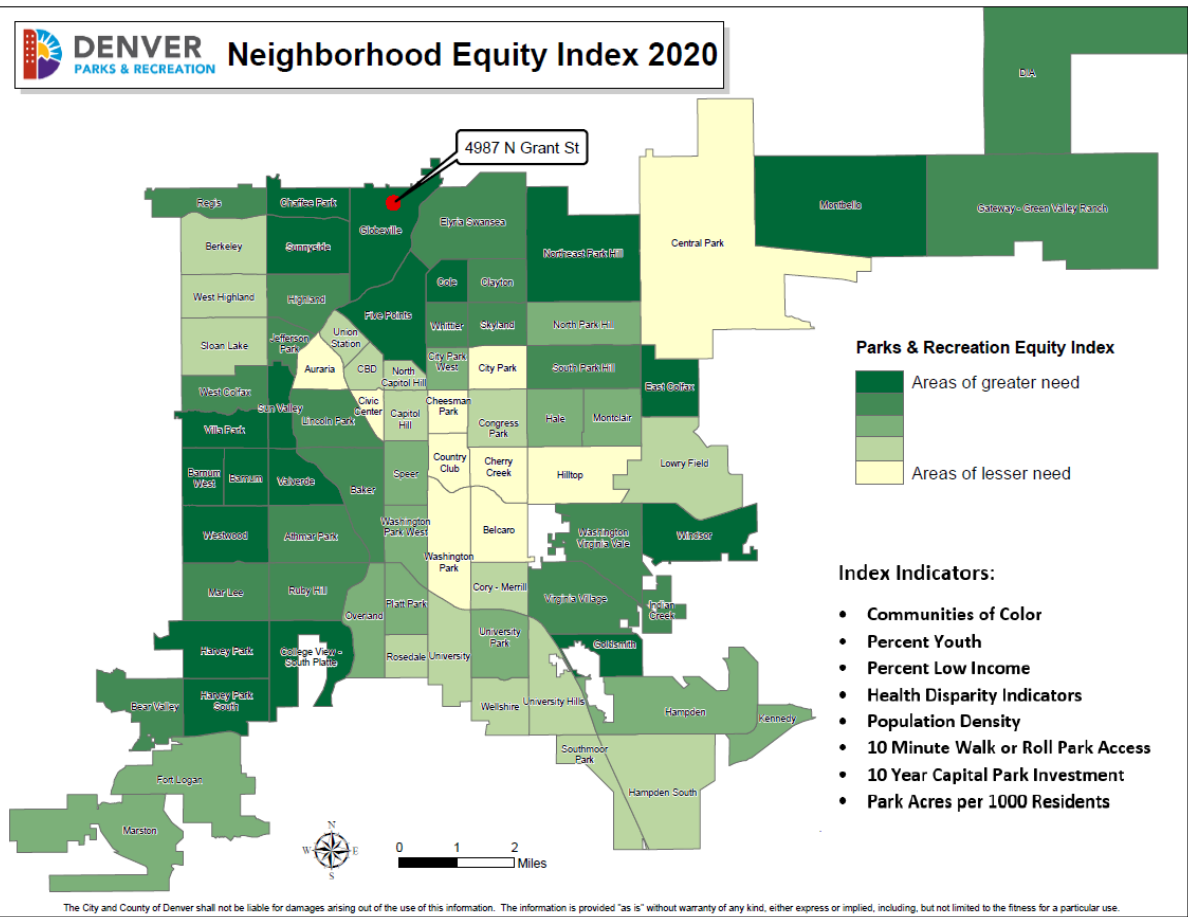 DENVER
PARKS & RECREATION
Neighborhood Equity Index 2020
D.A
4987 N Grant St
Regis
Chaffee Park
Globeville
Elyria Swansea
Montbello
Gateway - Green Valley Ranch
Berkeley
Sunnyside
Northeast Park Hill
Central Park
West Highland
Highland
Cole
Clayton
Five Points
Whittier
Skyland
North Park Hill
Sloan Lake
Jefferson
Park
Union
Station
Auraria
CBD
North
Capitol Hill
City Park
West
City Park
South Park Hill
East Colfax
West Colfax
Sun Valley
Lincoln Park
Civic
Center
Capitol
Hill
Cheesman
Park
Congress
Park
Hale
Montclair
Villa Park
Barnum
West
Barnum
Valverde
Baker
Speer
Country
Club
Cherry
Creek
Hilltop
Lowry Field
Westwood
Athmar Park
Washington
Park West
Washington
Park
Belcaro
Washington
Virginia Vale
Windsor
Mar Lee
Ruby Hill
Overland
Platt Park
Cory - Merrill
Virginia Village
Indian
Creek
Harvey Park
College View -
South Platte
Rosedale
University
University
Park
Goldsmith
Bear Valley
Harvey Park
South
Wellshire
University Hills
Hampden
Kennedy
Fort Logan
Southmoor
Park
Hampden South
Marston
Parks & Recreation Equity Index
Areas of greater need
Areas of lesser need
Index Indicators:
• Communities of Color
• Percent Youth
• Percent Low Income
• Health Disparity Indicators
• Population Density
• 10 Minute Walk or Roll Park Access
• 10 Year Capital Park Investment
• Park Acres per 1000 Residents
N
W E
S
0 1 2
Miles
The City and County of Denver shall not be liable for damages arising out of the use of this information. The information is provided "as is" without warranty of any kind, either express or implied, including, but not limited to the fitness for a particular use.